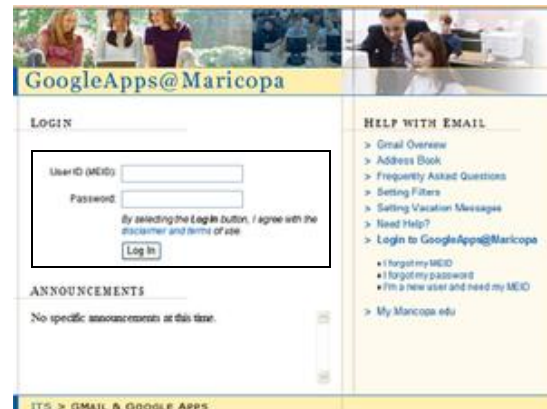 GoogleApps@Maricopa
LOGIN
User ID (MEID):
Password:
By selecting the Log In button, I agree with the
disclaimer and terms of use.
Log In
ANNOUNCEMENTS
No specific announcements at this time.
HELP WITH EMAIL
> Gmail Overview
> Address Book
> Frequently Asked Questions
> Setting Filters
> Setting Vacation Messages
> Need Help?
> Login to GoogleApps@Maricopa
• I forgot my MEID
• I forgot my password
• I'm a new user and need my MEID
> My.Maricopa.edu
ITS > GMAIL & GOOGLE APPS